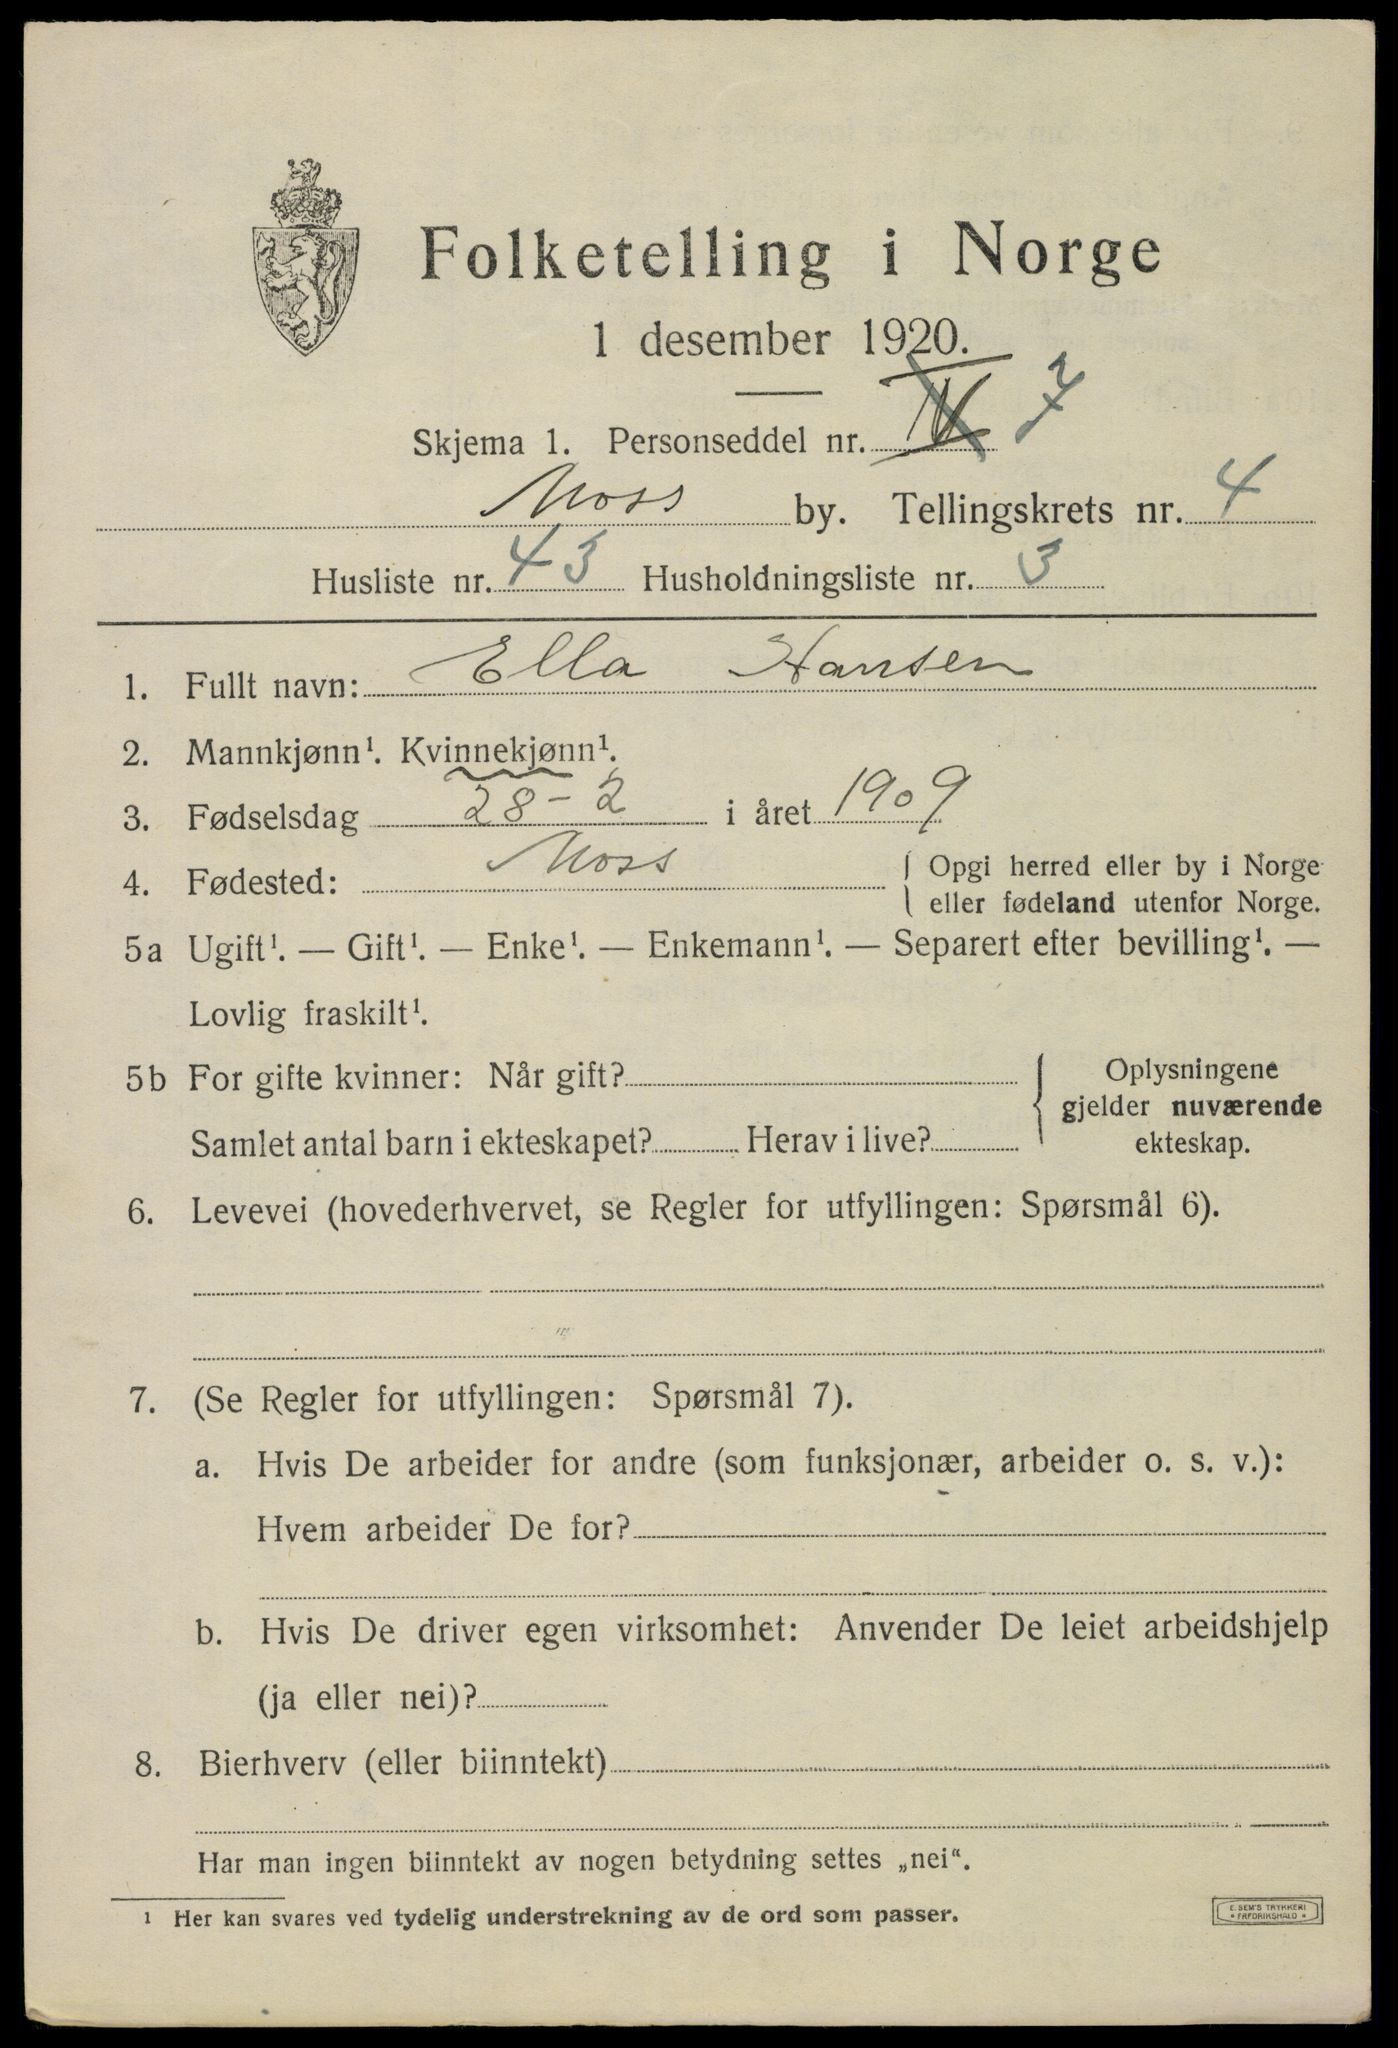 Folketelling i Norge
1 desember 1920.
Skjema 1. Personseddel nr. IV 7
Moss by. Tellingskrets nr. 4
Husliste nr. 43 Husholdningsliste nr. 3
1. Fullt navn: Ella Hansen
2. Mannkjønn¹. Kvinnekjønn¹.
3. Fødselsdag 28-2 i året 1909
4. Fødested: Moss { Opgi herred eller by i Norge
eller fødeland utenfor Norge.
5a Ugift¹. — Gift¹. — Enke¹. — Enkemann¹. — Separert efter bevilling¹. —
Lovlig fraskilt¹.
5b For gifte kvinner: Når gift?
Samlet antal barn i ekteskapet? Herav i live?
Oplysningene
gjelder nuværende
ekteskap.
6. Levevei (hovederhvervet, se Regler for utfyllingen: Spørsmål 6).
7. (Se Regler for utfyllingen: Spørsmål 7).
a. Hvis De arbeider for andre (som funksjonær, arbeider o. s. v.):
Hvem arbeider De for?
b. Hvis De driver egen virksomhet: Anvender De leiet arbeidshjelp
(ja eller nei)?
8. Bierhverv (eller biinntekt)
Har man ingen biinntekt av nogen betydning settes „nei“.
¹ Her kan svares ved tydelig understrekning av de ord som passer.
E. SEM'S TRYKKERI
• FREDRIKSHALD •